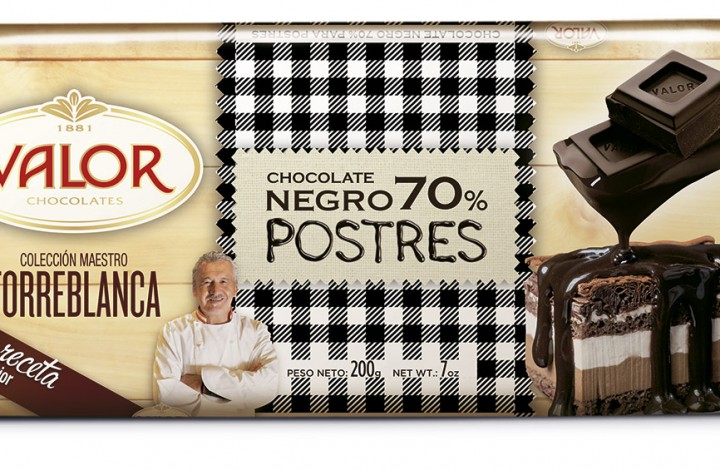 CHOCOLATE NEGRO 70% PARA POSTRES
VALOR
1881
VALOR
CHOCOLATES
COLECCIÓN MAESTRO
TORREBLANCA
receta
CHOCOLATE
NEGRO 70%
POSTRES
PESO NETO: 200g NET WT.: 7oz
VALOR